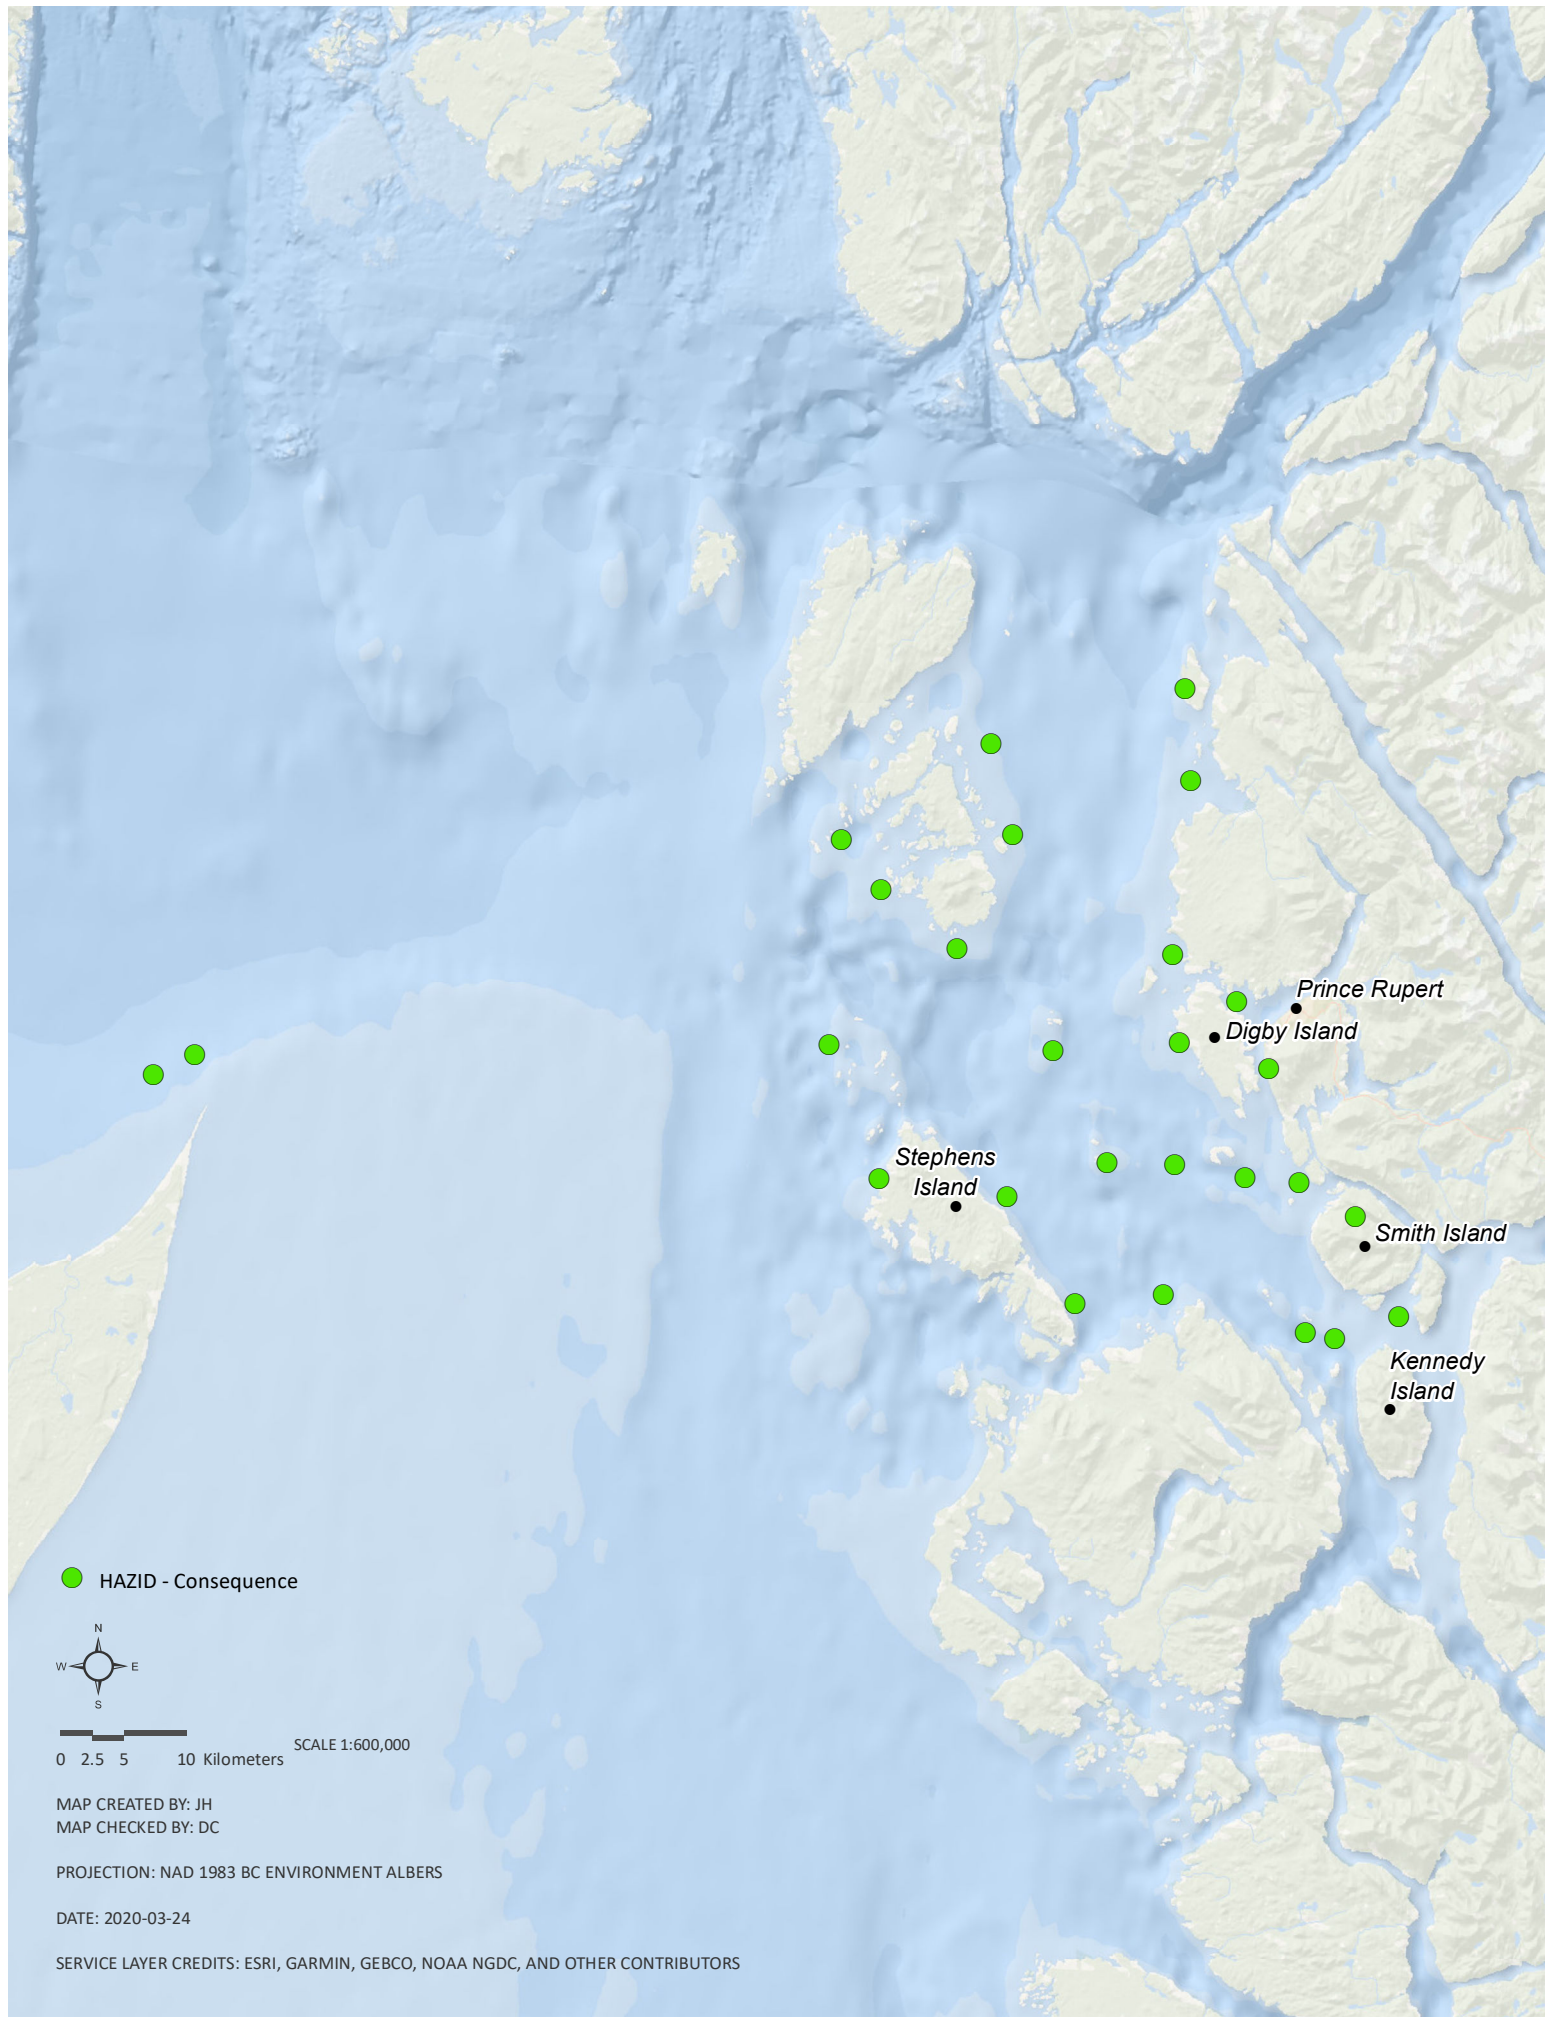 Prince Rupert
Digby Island
Stephens
Island
Smith Island
Kennedy
Island
HAZID - Consequence
N
W E
S
SCALE 1:600,000
0 2.5 5 10 Kilometers
MAP CREATED BY: JH
MAP CHECKED BY: DC
PROJECTION: NAD 1983 BC ENVIRONMENT ALBERS
DATE: 2020-03-24
SERVICE LAYER CREDITS: ESRI, GARMIN, GEBCO, NOAA NGDC, AND OTHER CONTRIBUTORS